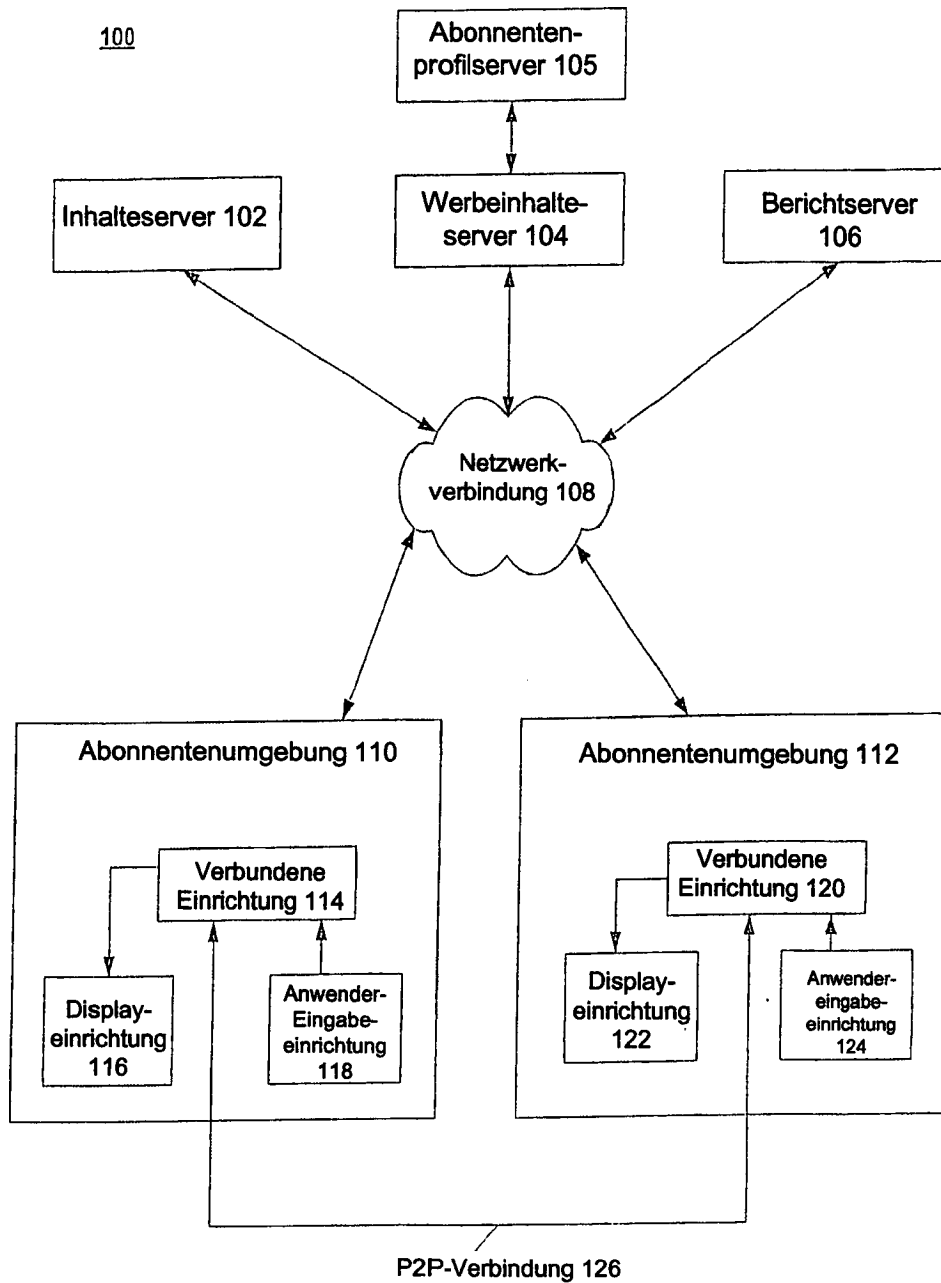 100
Abonnenten-
profilserver 105
Inhalteserver 102
Werbeinhalte-
server 104
Berichtserver
106
Netzwerk-
verbindung 108
Abonnentenumgebung 110
Verbundene
Einrichtung 114
Display-
einrichtung
116
Anwender-
Eingabe-
einrichtung
118
Abonnentenumgebung 112
Verbundene
Einrichtung 120
Display-
einrichtung
122
Anwender-
eingabe-
einrichtung
124
P2P-Verbindung 126